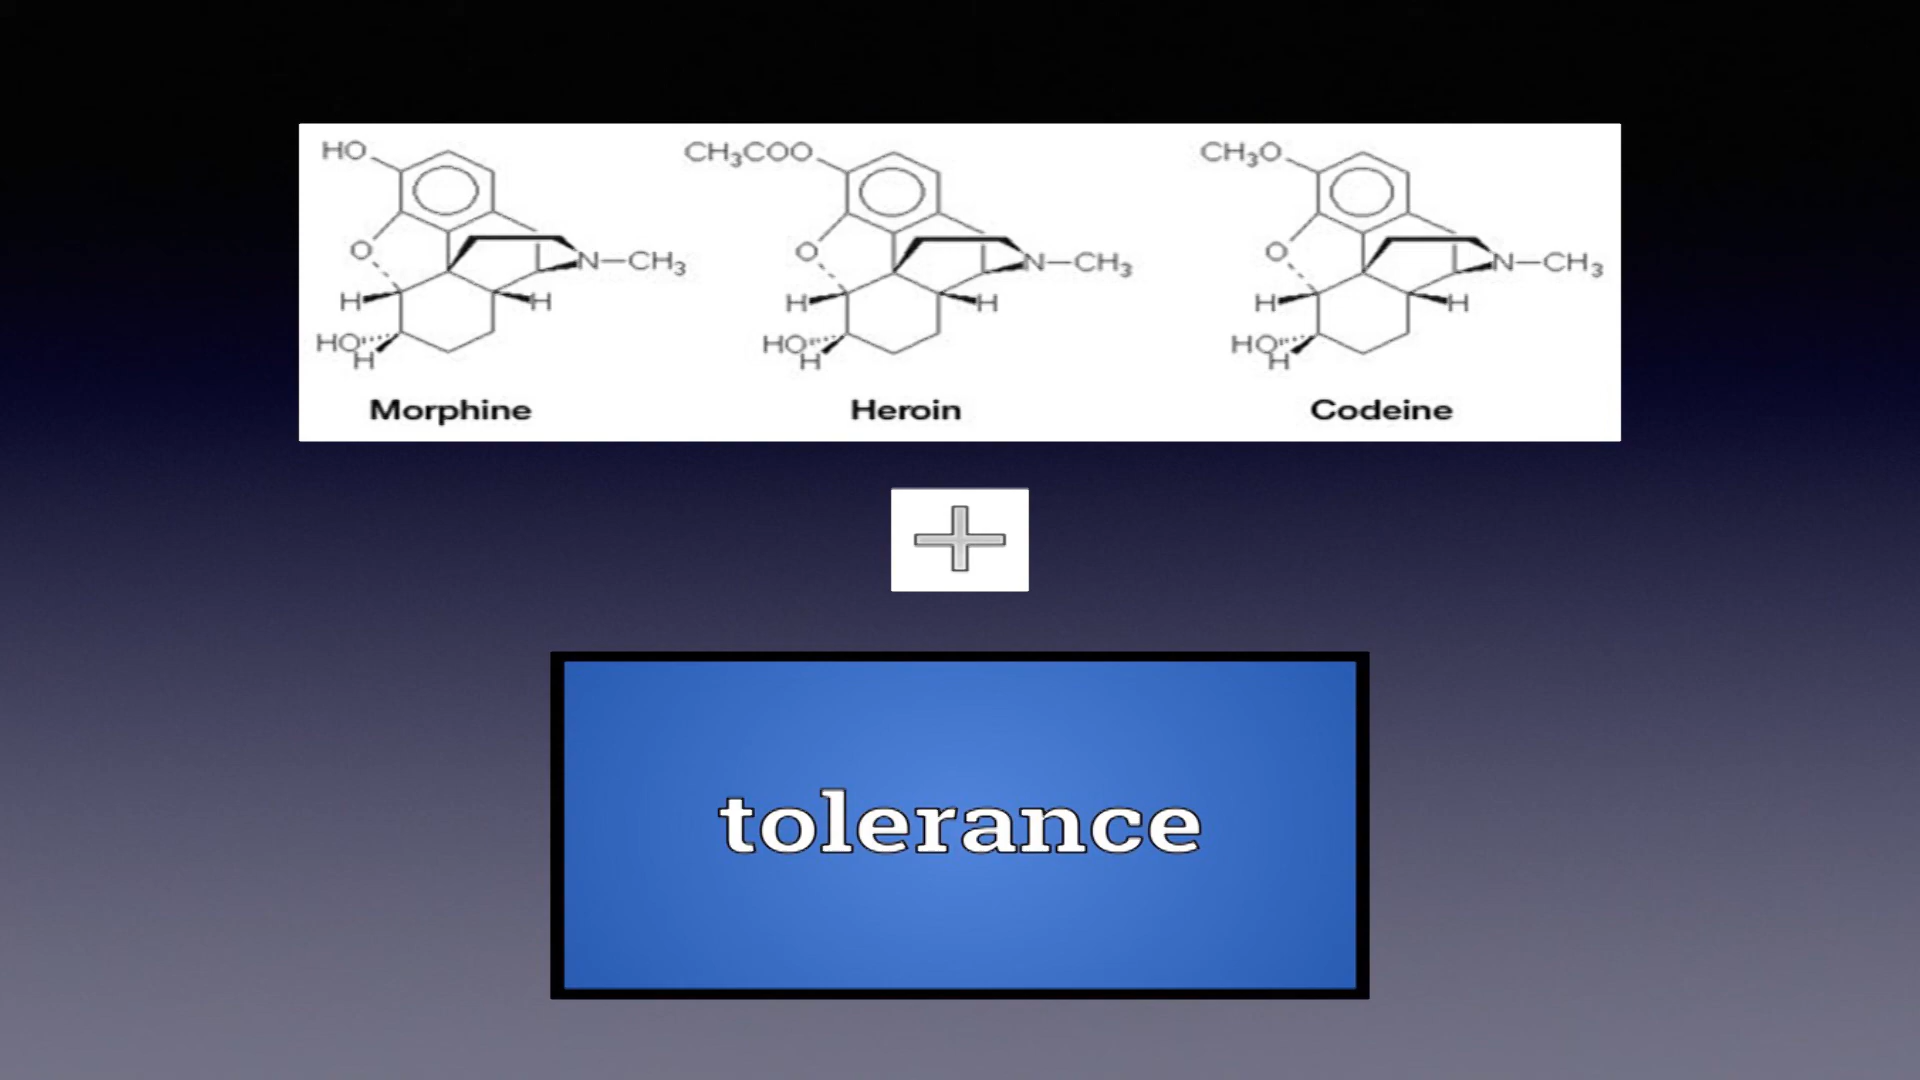 HO CH₃COO CH₃O
O N—CH₃ O N—CH₃ O N—CH₃
H H H H H H
HO HO HO
H H H
Morphine Heroin Codeine
tolerance